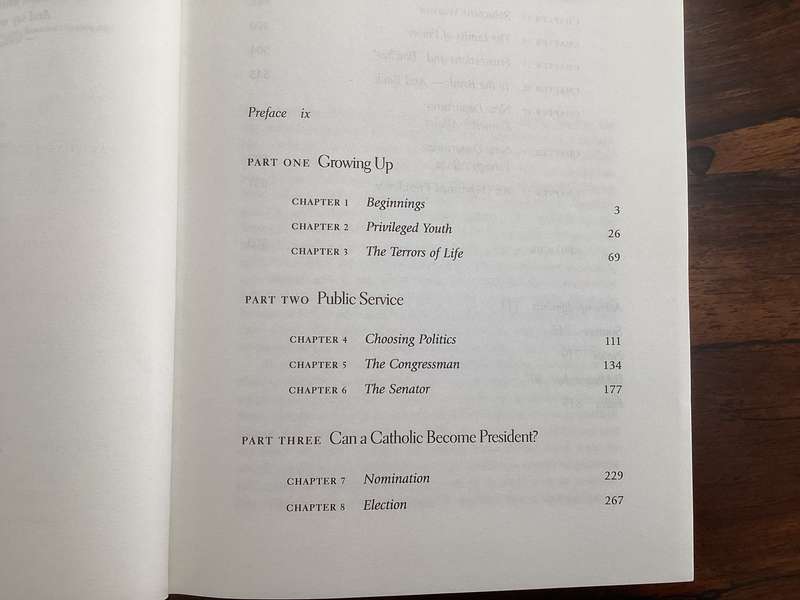 Preface ix
PART ONE Growing Up
CHAPTER 1 Beginnings 3
CHAPTER 2 Privileged Youth 26
CHAPTER 3 The Terrors of Life 69
PART TWO Public Service
CHAPTER 4 Choosing Politics 111
CHAPTER 5 The Congressman 134
CHAPTER 6 The Senator 177
PART THREE Can a Catholic Become President?
CHAPTER 7 Nomination 229
CHAPTER 8 Election 267